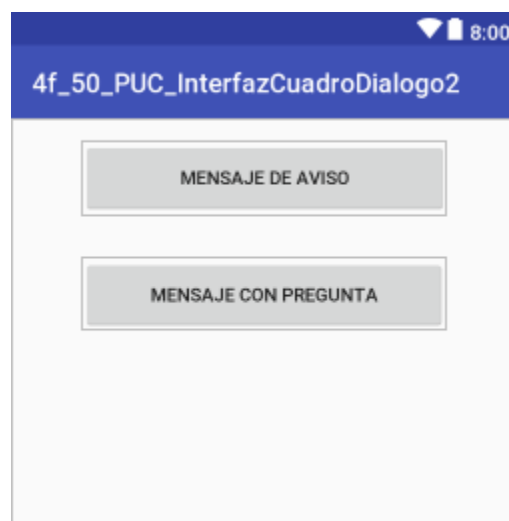 8:00
4f_50_PUC_InterfazCuadroDialogo2
MENSAJE DE AVISO
MENSAJE CON PREGUNTA